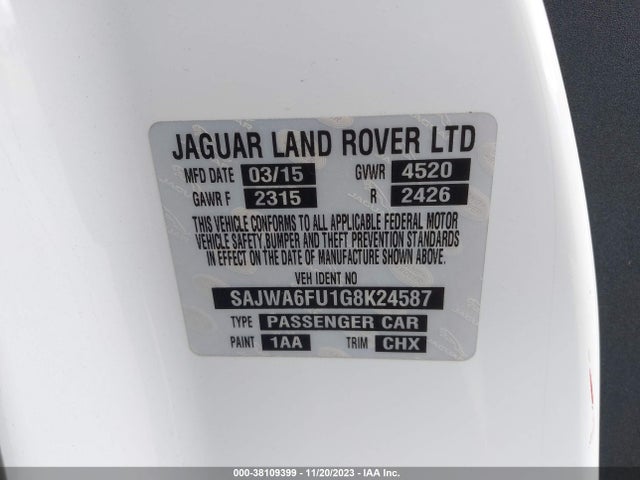 JAGUAR LAND ROVER LTD
MFD DATE 03/15 GVWR 4520
GAWR F 2315 R 2426
THIS VEHICLE CONFORMS TO ALL APPLICABLE FEDERAL MOTOR
VEHICLE SAFETY,BUMPER AND THEFT PREVENTION STANDARDS
IN EFFECT ON THE DATE OF MANUFACTURE SHOWN ABOVE.
VEH IDENT NO
SAJWA6FU1G8K24587
TYPE PASSENGER CAR
PAINT 1AA TRIM CHX
000-38109399 - 11/20/2023 - IAAI.com